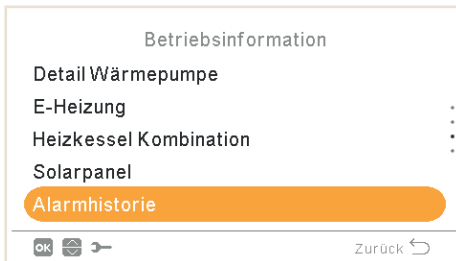 Betriebsinformation
Detail Wärmepumpe
E-Heizung
Heizkessel Kombination
Solarpanel
Alarmhistorie
OK Zurück